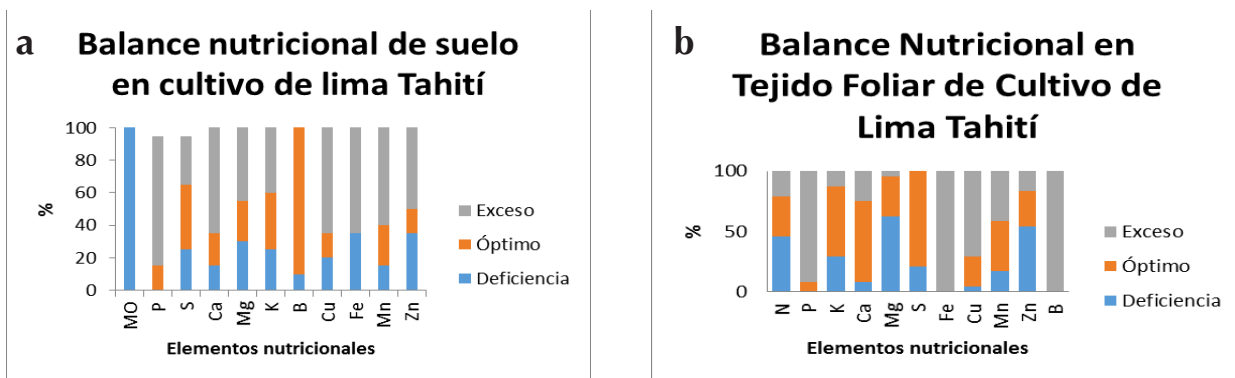 a
Balance nutricional de suelo
en cultivo de lima Tahití
100
80
60
40
20
0
%
MO P S Ca Mg K B Cu Fe Mn Zn
Elementos nutricionales
Exceso
Óptimo
Deficiencia
b
Balance Nutricional en
Tejido Foliar de Cultivo de
Lima Tahití
100
50
0
%
N P K Ca Mg S Fe Cu Mn Zn B
Elementos nutricionales
Exceso
Óptimo
Deficiencia